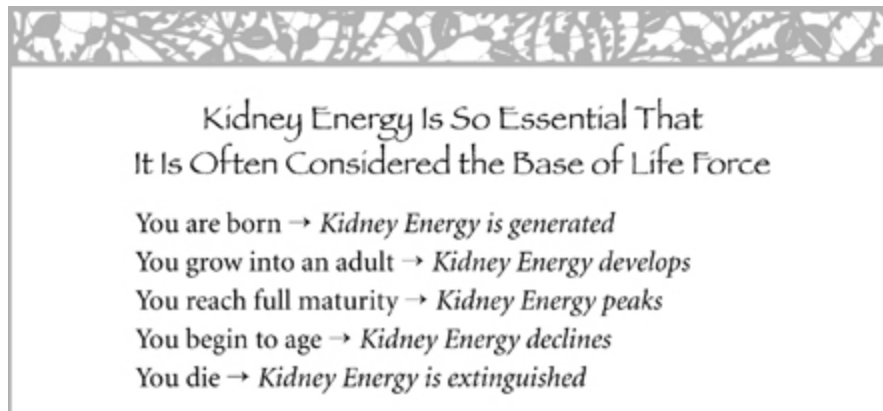 Kidney Energy Is So Essential That
It Is Often Considered the Base of Life Force
You are born → Kidney Energy is generated
You grow into an adult → Kidney Energy develops
You reach full maturity → Kidney Energy peaks
You begin to age → Kidney Energy declines
You die → Kidney Energy is extinguished